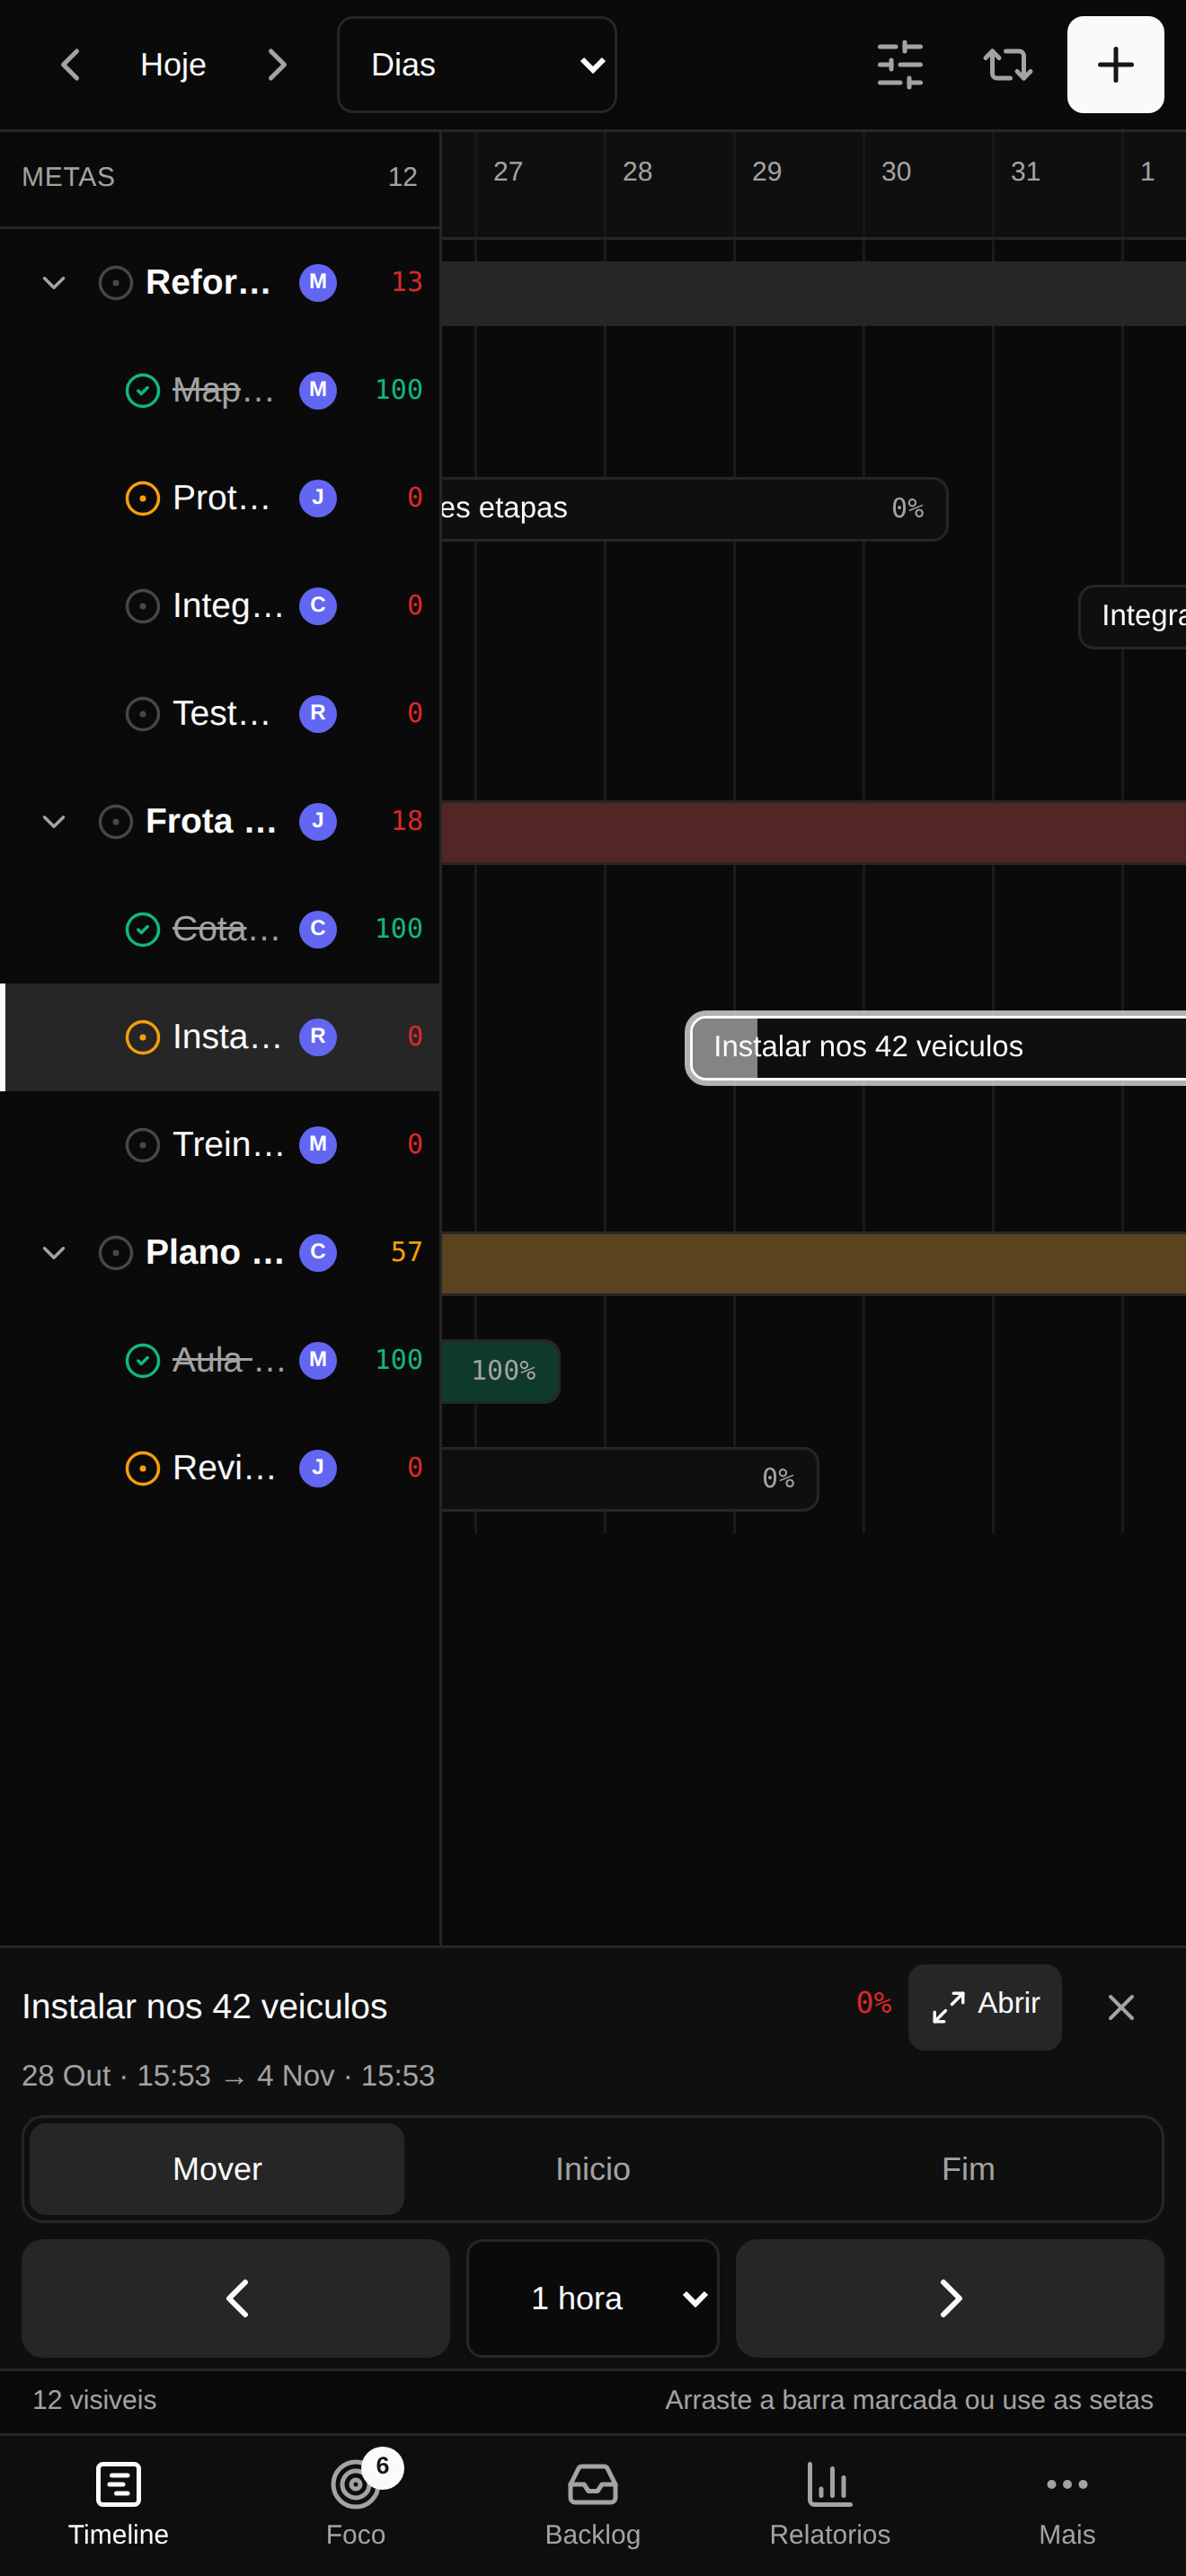 Hoje Dias
METAS 12 27 28 29 30 31 1
Refor... M 13
Map... M 100
Prot... J 0 es etapas 0%
Integ... C 0 Integra
Test... R 0
Frota ... J 18
Cota... C 100
Insta... R 0 Instalar nos 42 veiculos
Trein... M 0
Plano ... C 57
Aula ... M 100 100%
Revi... J 0 0%
Instalar nos 42 veiculos 0% Abrir
28 Out · 15:53 → 4 Nov · 15:53
Mover Inicio Fim
1 hora
12 visiveis Arraste a barra marcada ou use as setas
6
Timeline Foco Backlog Relatorios Mais